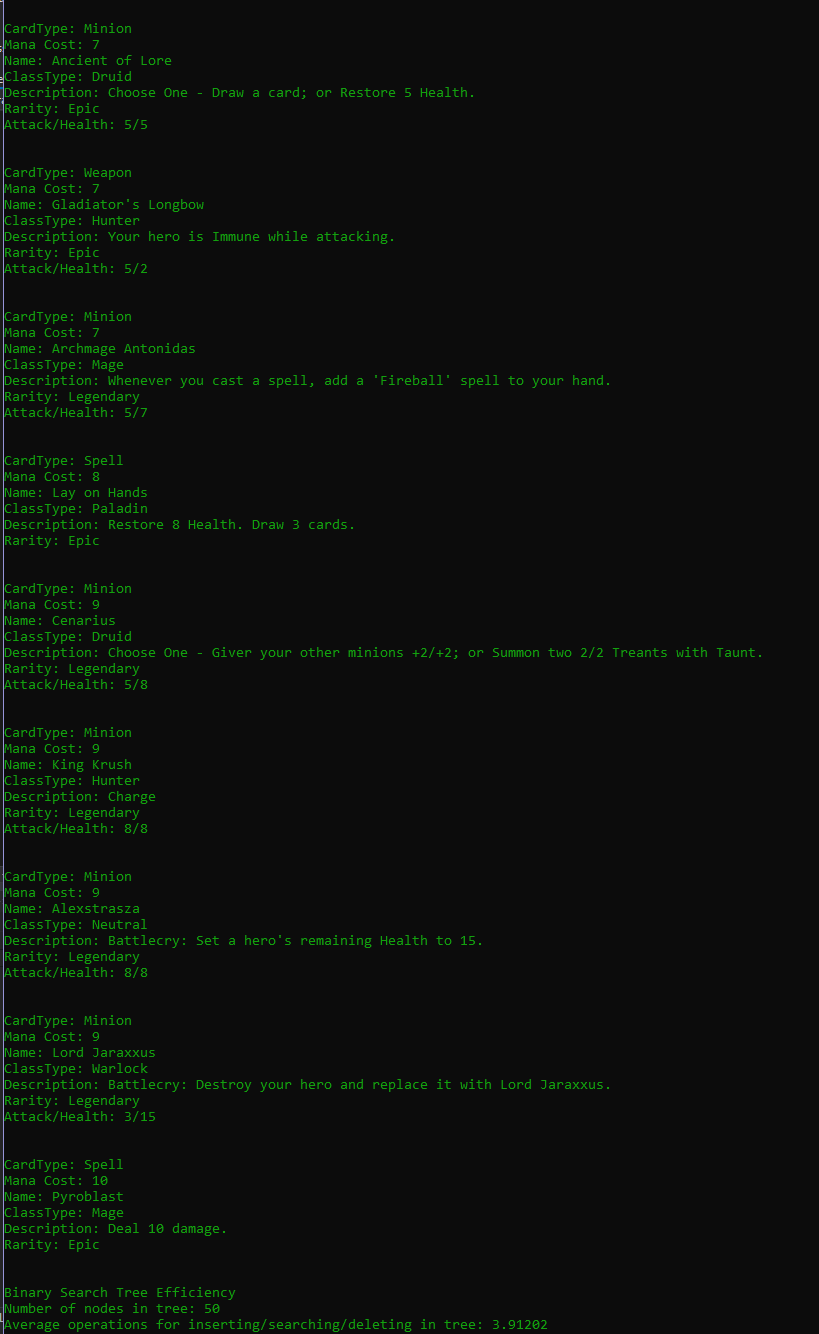 CardType: Minion
Mana Cost: 7
Name: Ancient of Lore
ClassType: Druid
Description: Choose One - Draw a card; or Restore 5 Health.
Rarity: Epic
Attack/Health: 5/5
CardType: Weapon
Mana Cost: 7
Name: Gladiator's Longbow
ClassType: Hunter
Description: Your hero is Immune while attacking.
Rarity: Epic
Attack/Health: 5/2
CardType: Minion
Mana Cost: 7
Name: Archmage Antonidas
ClassType: Mage
Description: Whenever you cast a spell, add a 'Fireball' spell to your hand.
Rarity: Legendary
Attack/Health: 5/7
CardType: Spell
Mana Cost: 8
Name: Lay on Hands
ClassType: Paladin
Description: Restore 8 Health. Draw 3 cards.
Rarity: Epic
CardType: Minion
Mana Cost: 9
Name: Cenarius
ClassType: Druid
Description: Choose One - Giver your other minions +2/+2; or Summon two 2/2 Treants with Taunt.
Rarity: Legendary
Attack/Health: 5/8
CardType: Minion
Mana Cost: 9
Name: King Krush
ClassType: Hunter
Description: Charge
Rarity: Legendary
Attack/Health: 8/8
CardType: Minion
Mana Cost: 9
Name: Alexstrasza
ClassType: Neutral
Description: Battlecry: Set a hero's remaining Health to 15.
Rarity: Legendary
Attack/Health: 8/8
CardType: Minion
Mana Cost: 9
Name: Lord Jaraxxus
ClassType: Warlock
Description: Battlecry: Destroy your hero and replace it with Lord Jaraxxus.
Rarity: Legendary
Attack/Health: 3/15
CardType: Spell
Mana Cost: 10
Name: Pyroblast
ClassType: Mage
Description: Deal 10 damage.
Rarity: Epic
Binary Search Tree Efficiency
Number of nodes in tree: 50
Average operations for inserting/searching/deleting in tree: 3.91202